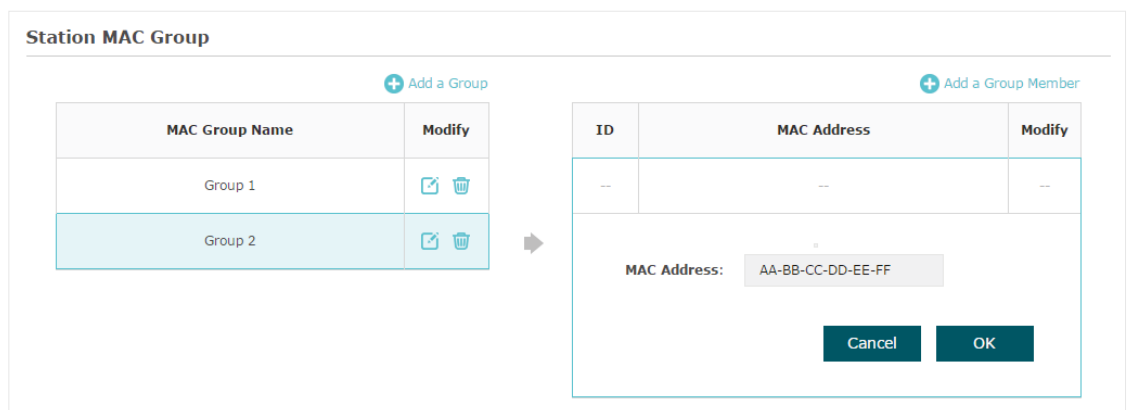 Station MAC Group
Add a Group
MAC Group Name Modify
Group 1
Group 2
Add a Group Member
ID MAC Address Modify
-- -- --
MAC Address: AA-BB-CC-DD-EE-FF
Cancel OK